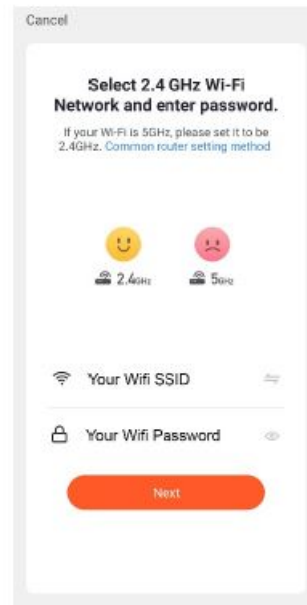 Cancel
Select 2.4 GHz Wi-Fi
Network and enter password.
If your Wi-Fi is 5GHz, please set it to be
2.4GHz. Common router setting method
2.4GHz 5GHz
Your Wifi SSID
Your Wifi Password
Next